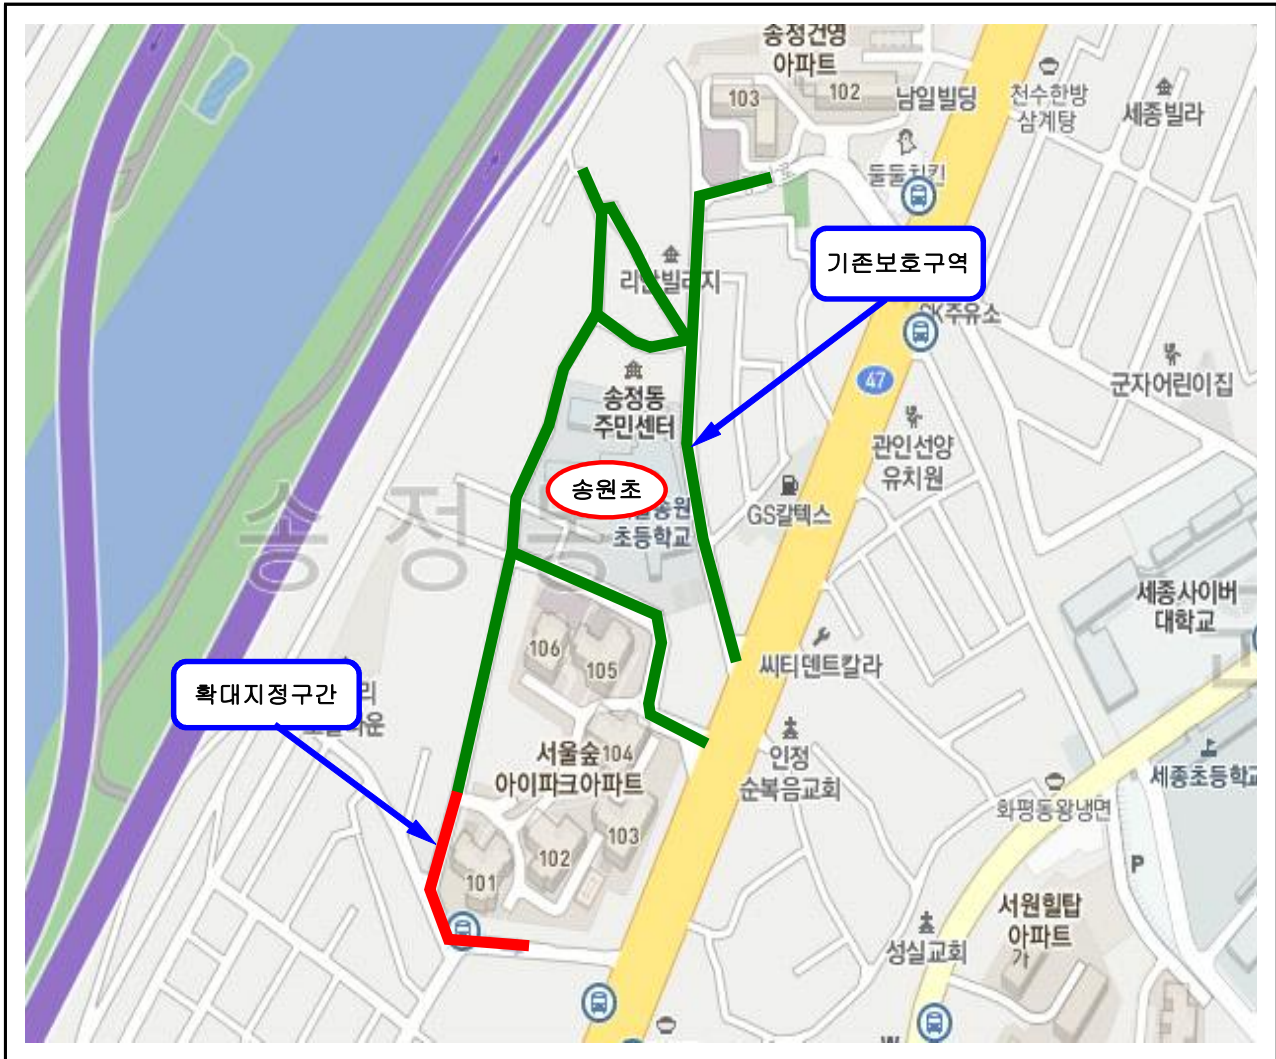 송정건영
아파트
103
102
남일빌딩
천수한방
삼계탕
세종빌라
둘둘치킨
기존보호구역
SK주유소
47
군자어린이집
송정동
주민센터
관인선양
유치원
송원초
초등학교
GS칼텍스
송 정 동
세종사이버
대학교
106
105
씨티덴트칼라
확대지정구간
서울숲
104
아이파크아파트
인정
순복음교회
세종초등학교
화평동왕냉면
103
102
101
P
서원힐탑
아파트
가
성실교회